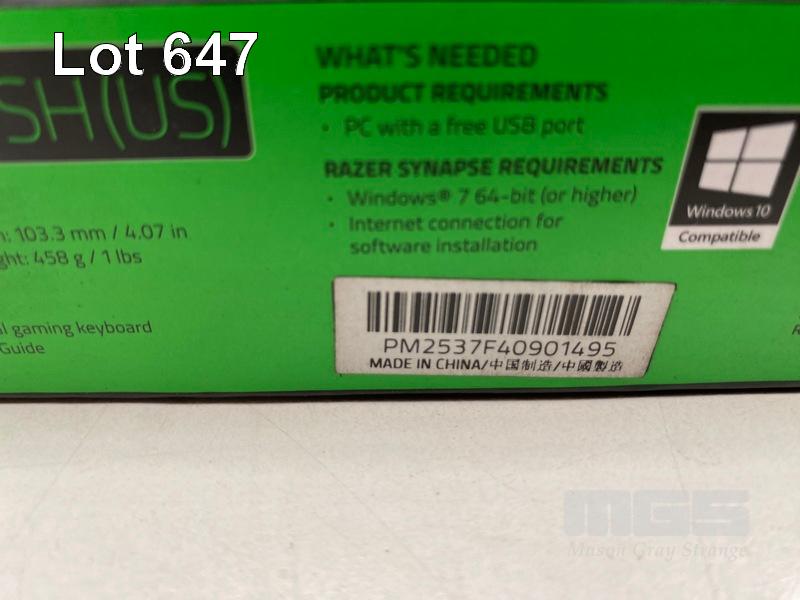 Lot 647
SH (US)
WHAT'S NEEDED
PRODUCT REQUIREMENTS
• PC with a free USB port
RAZER SYNAPSE REQUIREMENTS
• Windows® 7 64-bit (or higher)
• Internet connection for
software installation
Windows 10
Compatible
: 103.3 mm / 4.07 in
ght: 458 g / 1 lbs
l gaming keyboard
Guide
PM2537F40901495
MADE IN CHINA/中国制造/中國製造
MGS
Mason Gray Strange